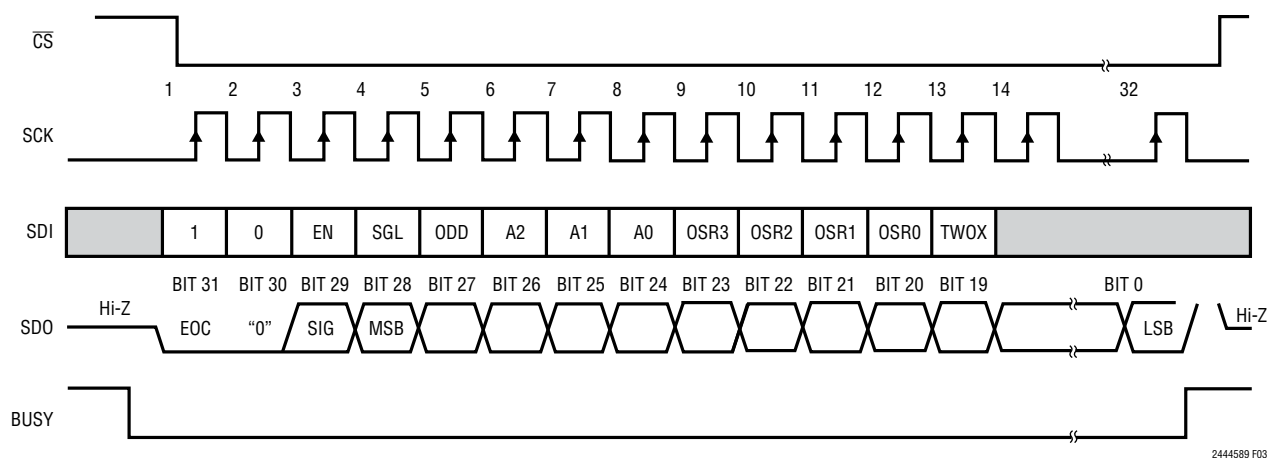 CS
1 2 3 4 5 6 7 8 9 10 11 12 13 14 32
SCK
SDI 1 0 EN SGL ODD A2 A1 A0 OSR3 OSR2 OSR1 OSR0 TWOX
BIT 31 BIT 30 BIT 29 BIT 28 BIT 27 BIT 26 BIT 25 BIT 24 BIT 23 BIT 22 BIT 21 BIT 20 BIT 19 BIT 0
SDO Hi-Z EOC “0” SIG MSB LSB Hi-Z
BUSY
2444589 F03